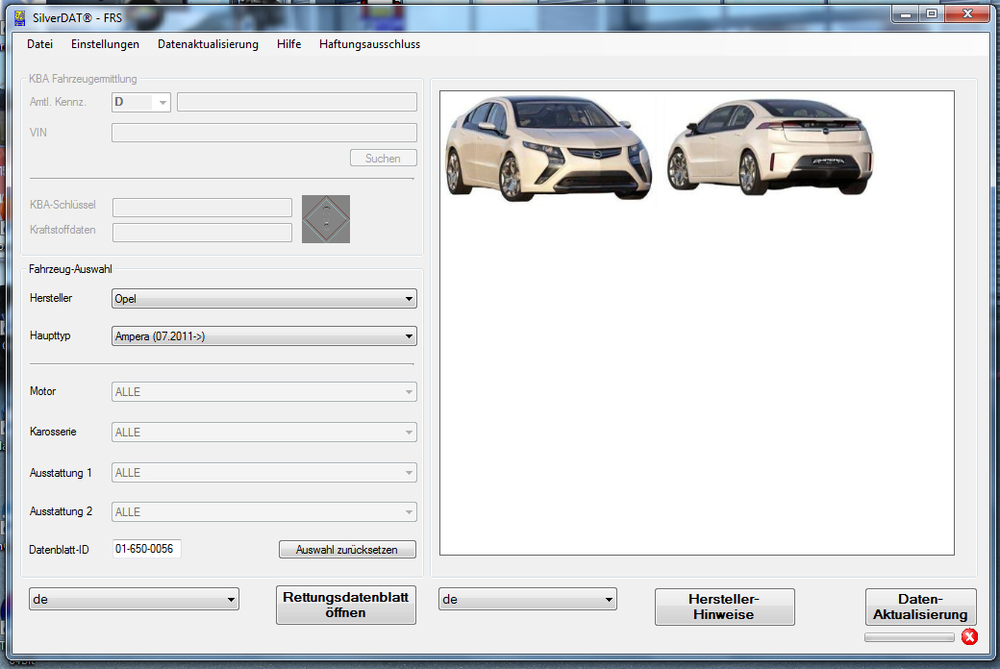 SilverDAT® - FRS
Datei Einstellungen Datenaktualisierung Hilfe Haftungsausschluss
KBA Fahrzeugermittlung
Amtl. Kennz. D
VIN
Suchen
KBA-Schlüssel
Kraftstoffdaten
Fahrzeug-Auswahl
Hersteller Opel
Haupttyp Ampera (07.2011->)
Motor ALLE
Karosserie ALLE
Ausstattung 1 ALLE
Ausstattung 2 ALLE
Datenblatt-ID 01-650-0056 Auswahl zurücksetzen
AMPERA
de
Rettungsdatenblatt
öffnen
de
Hersteller-
Hinweise
Daten-
Aktualisierung